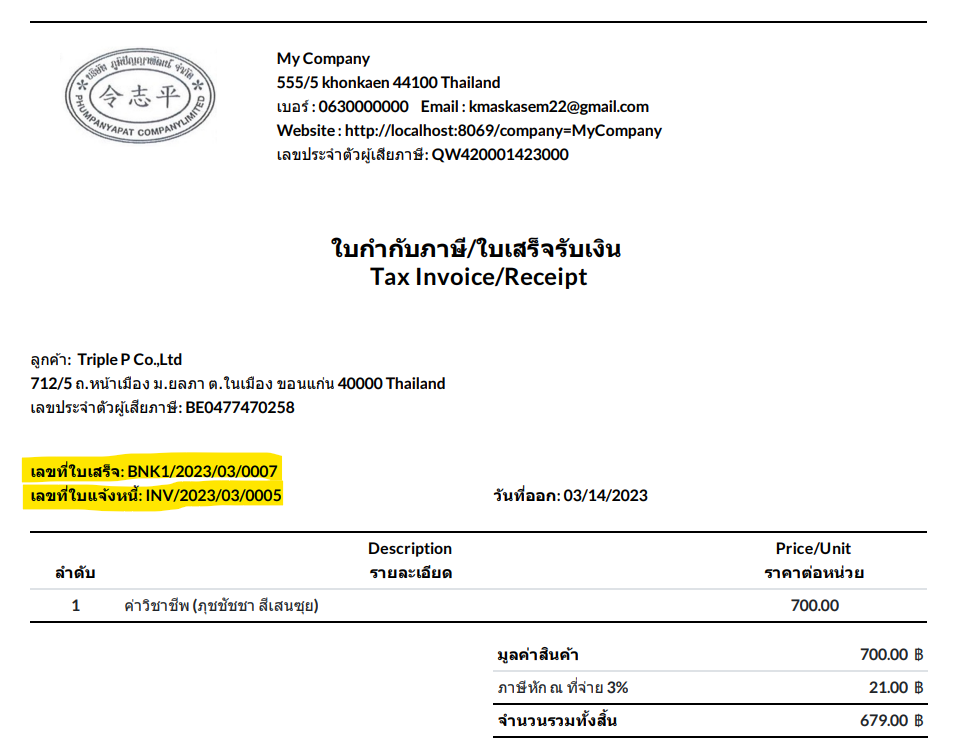 บริษัท ภูมิปัญญาพัฒน์ จำกัด
令志平
PHUMPANYAPAT COMPANYLIMITED
My Company
555/5 khonkaen 44100 Thailand
เบอร์ : 0630000000 Email : kmaskasem22@gmail.com
Website : http://localhost:8069/company=MyCompany
เลขประจำตัวผู้เสียภาษี: QW420001423000
ใบกำกับภาษี/ใบเสร็จรับเงิน
Tax Invoice/Receipt
ลูกค้า: Triple P Co.,Ltd
712/5 ถ.หน้าเมือง ม.ยลภา ต.ในเมือง ขอนแก่น 40000 Thailand
เลขประจำตัวผู้เสียภาษี: BE0477470258
เลขที่ใบเสร็จ: BNK1/2023/03/0007
เลขที่ใบแจ้งหนี้: INV/2023/03/0005 วันที่ออก: 03/14/2023
Description Price/Unit
ลำดับ รายละเอียด ราคาต่อหน่วย
1 ค่าวิชาชีพ (ภุชชัชชา สีเสนซุย) 700.00
มูลค่าสินค้า 700.00 ฿
ภาษีหัก ณ ที่จ่าย 3% 21.00 ฿
จำนวนรวมทั้งสิ้น 679.00 ฿